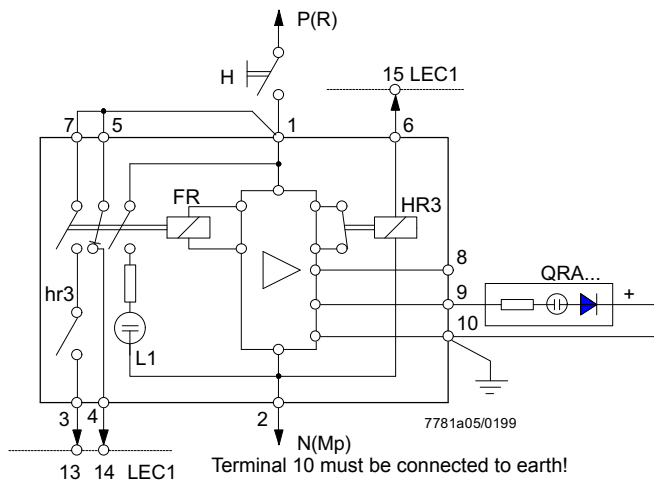 P(R)
H
15 LEC1
7 5 1 6
FR
HR3
8
QRA...
9
+
10
hr3
L1
3 4 2
7781a05/0199
N(Mp)
13 14 LEC1
Terminal 10 must be connected to earth!